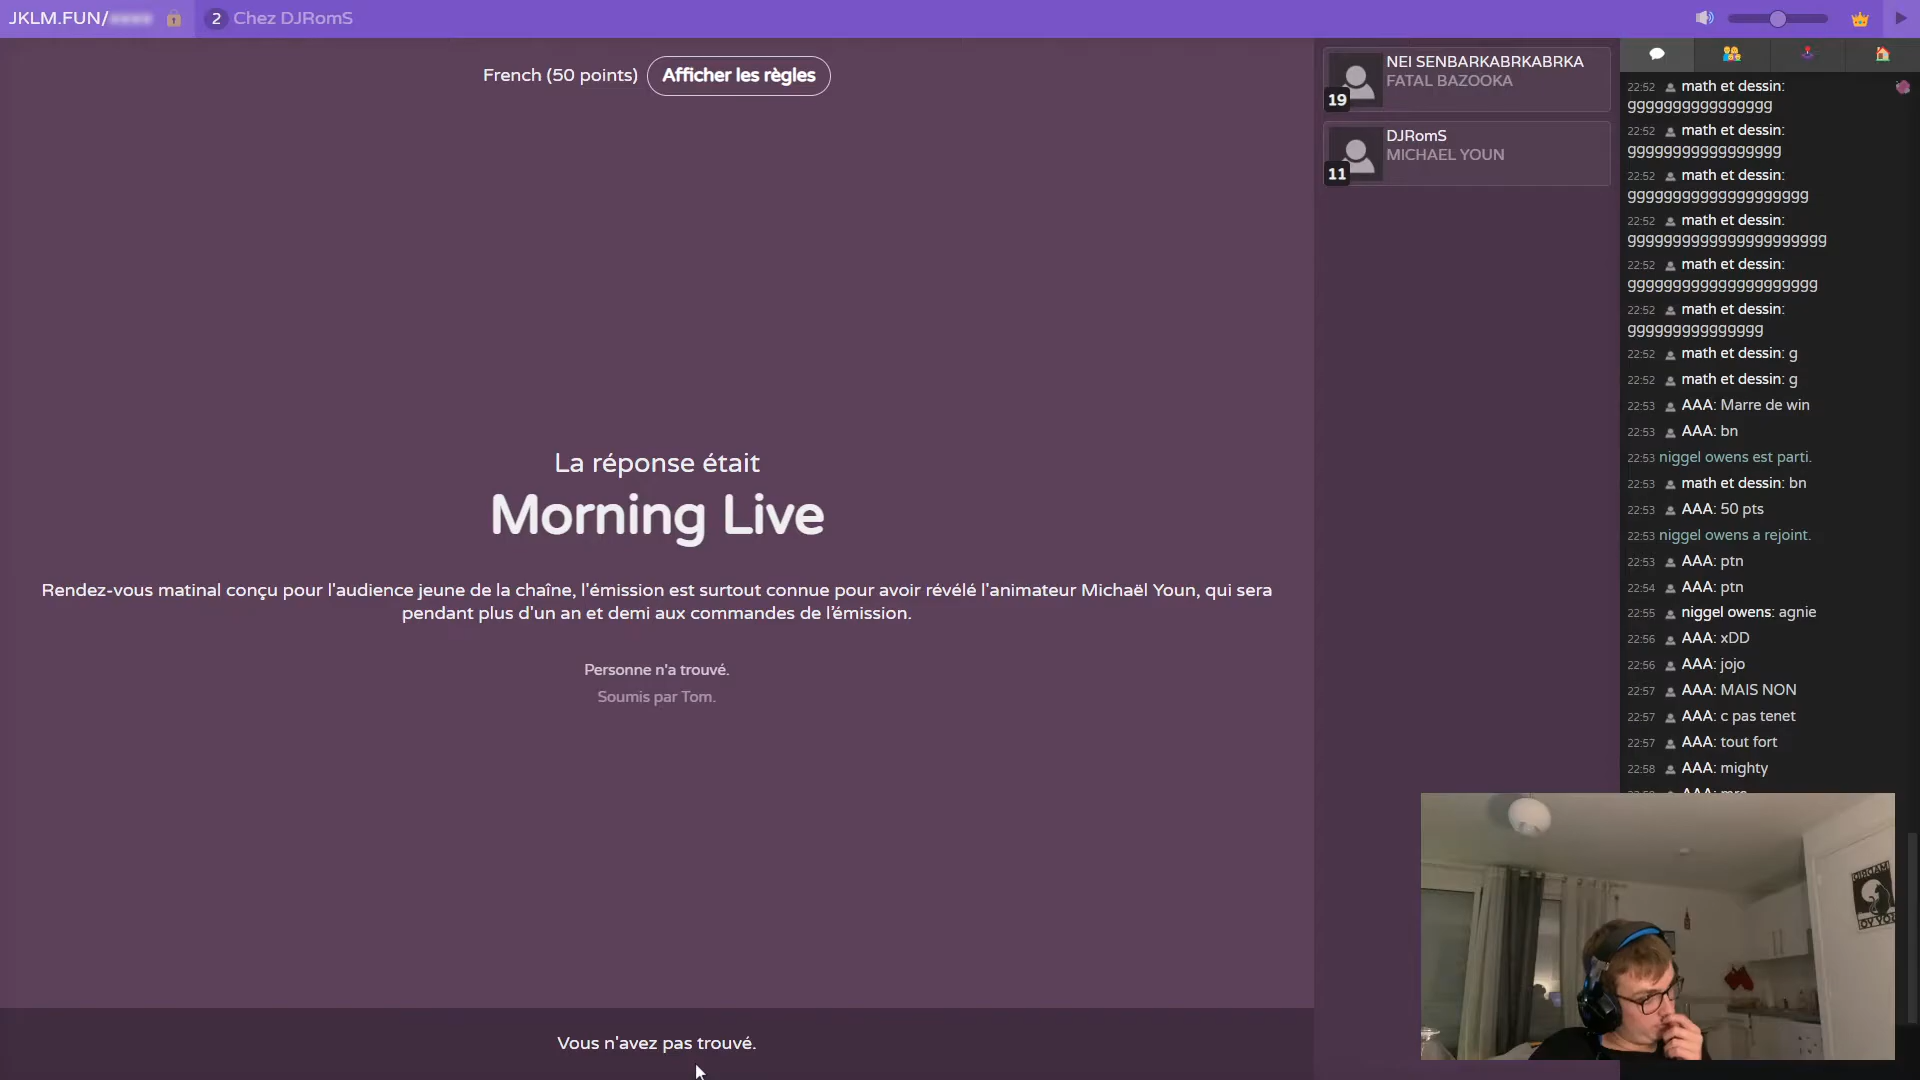 JKLM.FUN/
2 Chez DJRomS
French (50 points) Afficher les règles
La réponse était
Morning Live
Rendez-vous matinal conçu pour l'audience jeune de la chaîne, l'émission est surtout connue pour avoir révélé l'animateur Michaël Youn, qui sera
pendant plus d'un an et demi aux commandes de l'émission.
Personne n'a trouvé.
Soumis par Tom.
Vous n'avez pas trouvé.
NEI SENBARKABRKABRKA
FATAL BAZOOKA
19
DJRomS
MICHAEL YOUN
11
22:52 math et dessin:
gggggggggggggggg
22:52 math et dessin:
ggggggggggggggggg
22:52 math et dessin:
gggggggggggggggggggg
22:52 math et dessin:
gggggggggggggggggggggg
22:52 math et dessin:
ggggggggggggggggggggg
22:52 math et dessin:
ggggggggggggggg
22:52 math et dessin: g
22:52 math et dessin: g
22:53 AAA: Marre de win
22:53 AAA: bn
22:53 niggel owens est parti.
22:53 math et dessin: bn
22:53 AAA: 50 pts
22:53 niggel owens a rejoint.
22:53 AAA: ptn
22:54 AAA: ptn
22:55 niggel owens: agnie
22:56 AAA: xDD
22:56 AAA: jojo
22:57 AAA: MAIS NON
22:57 AAA: c pas tenet
22:57 AAA: tout fort
22:58 AAA: mighty